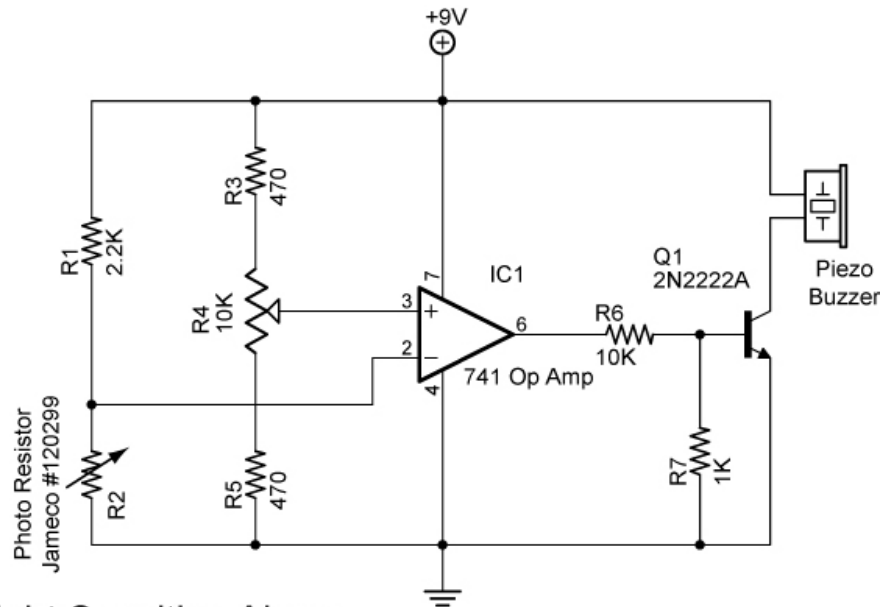 +9V
R3
470
R1
2.2K
R4
10K
3
+
7
IC1
2
−
4
6
741 Op Amp
R6
10K
Q1
2N2222A
Piezo
Buzzer
Photo Resistor
Jameco #120299
R2
R5
470
R7
1K